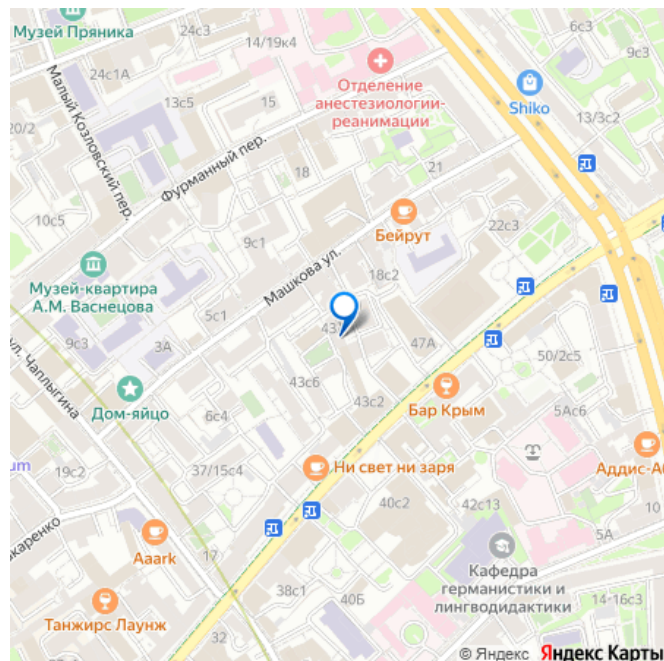 Музей Пряника
24с3
14/19к4
6с3
9с3
24с1А
Отделение
анестезиологии-
реанимации
Shiko
13/3с2
13с5
15
20/2
Малый Козловский пер.
Фурманный пер.
18
21
10с5
Бейрут
22с3
9с1
Машкова ул.
18с2
Музей-квартира
А.М. Васнецова
5с1
9с3
3А
43
47А
50/2с5
ул. Чаплыгина
Дом-яйцо
43с6
43с2
Бар Крым
5Ас6
6с4
37/15с4
Ни свет ни заря
Аддис-Аб
19с2
40с2
42с13
10
5А
Aaark
17
Кафедра
германистики и
лингводидактики
38с1
40Б
14-16с3
Танжирс Лаунж
32
© Яндекс Яндекс Карты